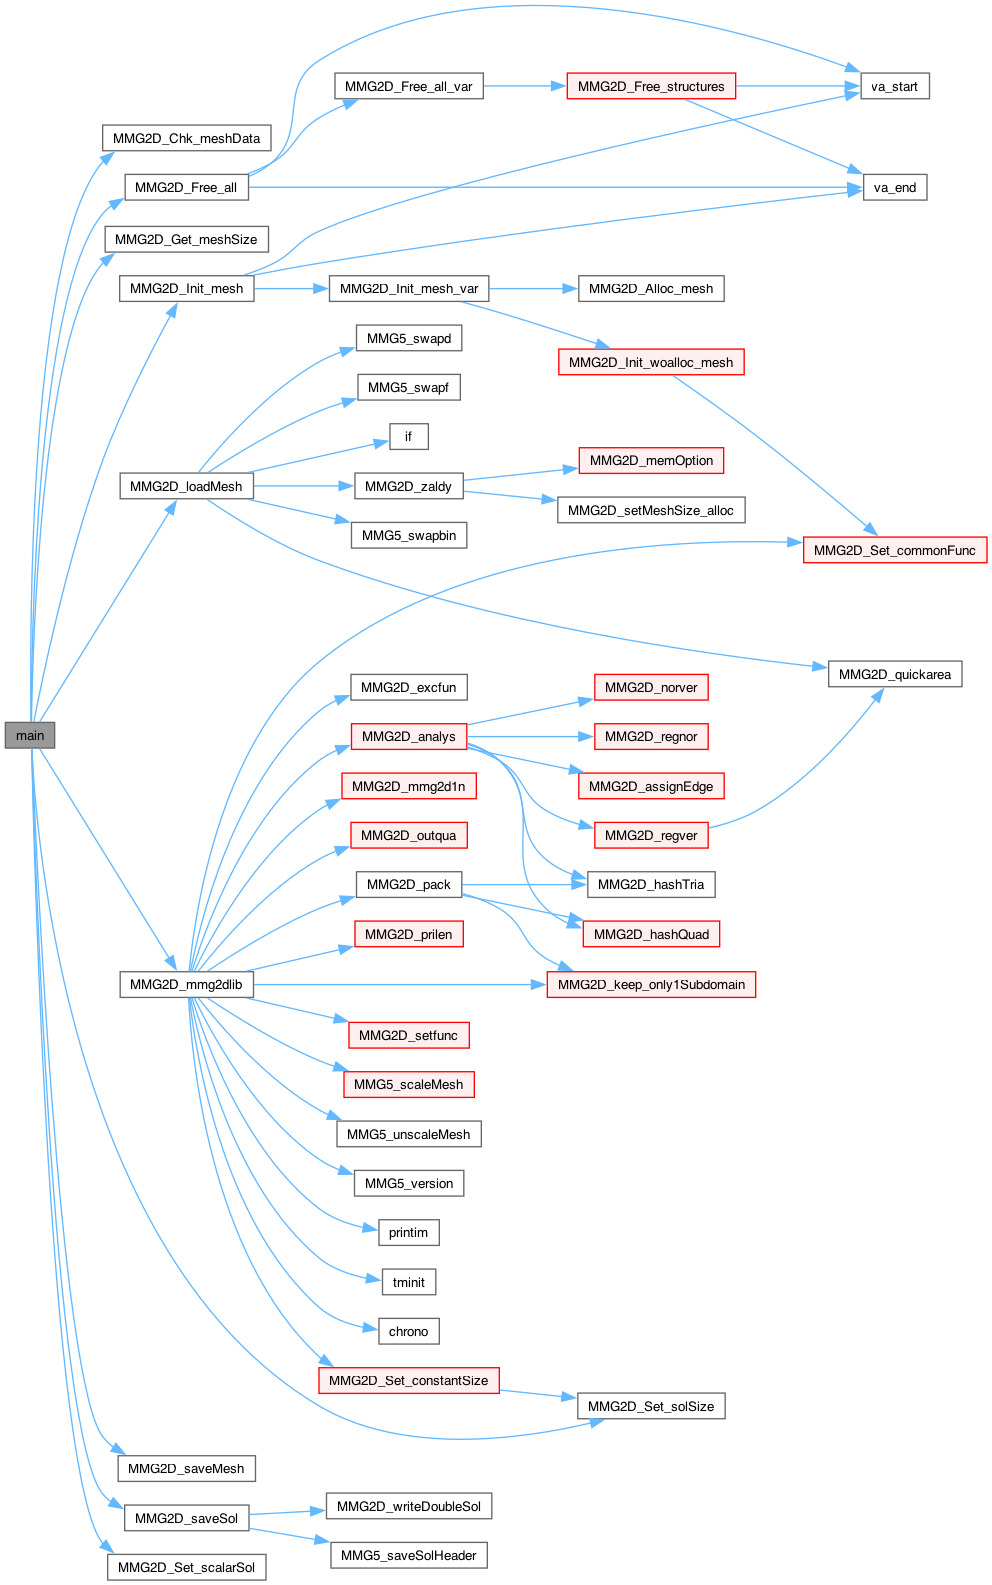 MMG2D_Free_all_var
MMG2D_Free_structures
va_start
MMG2D_Chk_meshData
MMG2D_Free_all
va_end
MMG2D_Get_meshSize
MMG2D_Init_mesh
MMG2D_Init_mesh_var
MMG2D_Alloc_mesh
MMG5_swapd
MMG2D_Init_woalloc_mesh
MMG5_swapf
if
MMG2D_memOption
MMG2D_loadMesh
MMG2D_zaldy
MMG2D_setMeshSize_alloc
MMG5_swapbin
MMG2D_Set_commonFunc
MMG2D_quickarea
MMG2D_excfun
MMG2D_norver
main
MMG2D_analys
MMG2D_regnor
MMG2D_mmg2d1n
MMG2D_assignEdge
MMG2D_outqua
MMG2D_regver
MMG2D_pack
MMG2D_hashTria
MMG2D_prilen
MMG2D_hashQuad
MMG2D_mmg2dlib
MMG2D_keep_only1Subdomain
MMG2D_setfunc
MMG5_scaleMesh
MMG5_unscaleMesh
MMG5_version
printim
tminit
chrono
MMG2D_Set_constantSize
MMG2D_Set_solSize
MMG2D_saveMesh
MMG2D_saveSol
MMG2D_writeDoubleSol
MMG5_saveSolHeader
MMG2D_Set_scalarSol